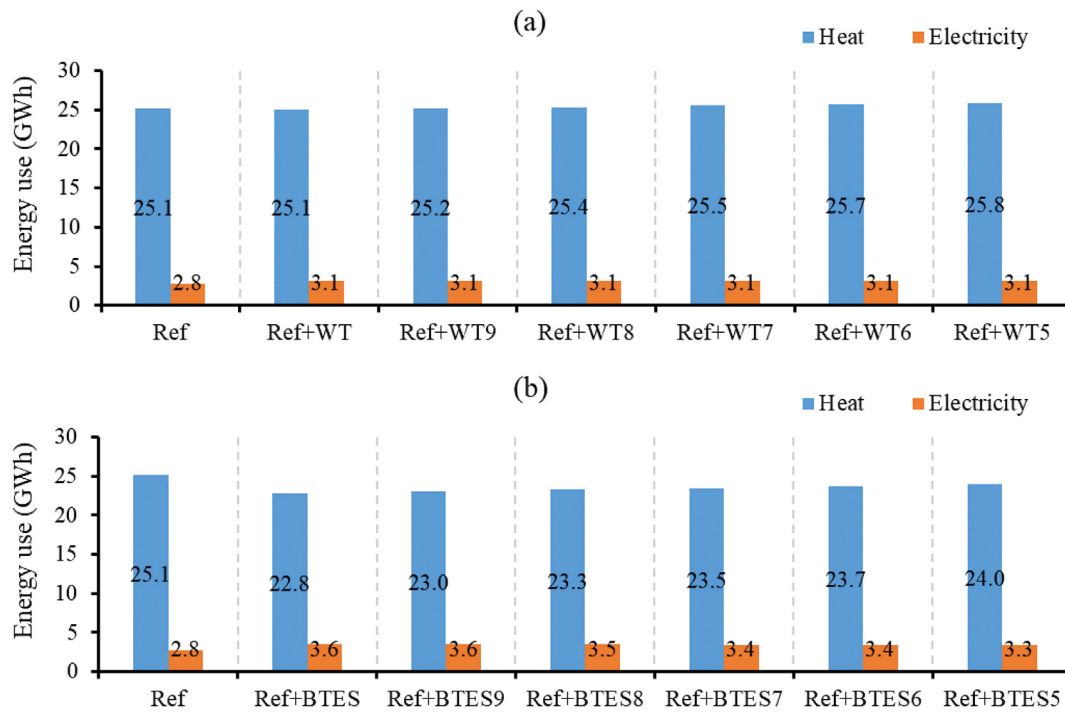 (a)
Heat Electricity
Energy use (GWh)
30
25
20
15
10
5
0
25.1 2.8 25.1 3.1 25.2 3.1 25.4 3.1 25.5 3.1 25.7 3.1 25.8 3.1
Ref Ref+WT Ref+WT9 Ref+WT8 Ref+WT7 Ref+WT6 Ref+WT5
(b)
Heat Electricity
Energy use (GWh)
30
25
20
15
10
5
0
25.1 2.8 22.8 3.6 23.0 3.6 23.3 3.5 23.5 3.4 23.7 3.4 24.0 3.3
Ref Ref+BTES Ref+BTES9 Ref+BTES8 Ref+BTES7 Ref+BTES6 Ref+BTES5